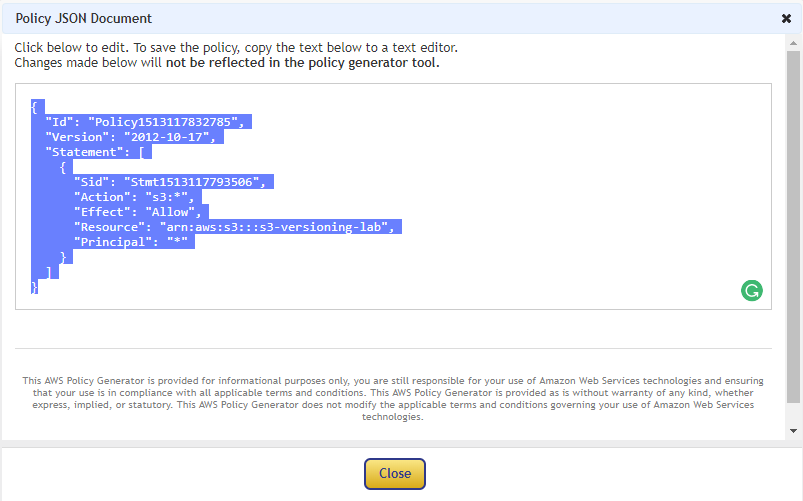 Policy JSON Document
Click below to edit. To save the policy, copy the text below to a text editor.
Changes made below will not be reflected in the policy generator tool.
{
  "Id": "Policy1513117832785",
  "Version": "2012-10-17",
  "Statement": [
    {
      "Sid": "Stmt1513117793506",
      "Action": "s3:*",
      "Effect": "Allow",
      "Resource": "arn:aws:s3:::s3-versioning-lab",
      "Principal": "*"
    }
  ]
}
This AWS Policy Generator is provided for informational purposes only, you are still responsible for your use of Amazon Web Services technologies and ensuring
that your use is in compliance with all applicable terms and conditions. This AWS Policy Generator is provided as is without warranty of any kind, whether
express, implied, or statutory. This AWS Policy Generator does not modify the applicable terms and conditions governing your use of Amazon Web Services
technologies.
Close